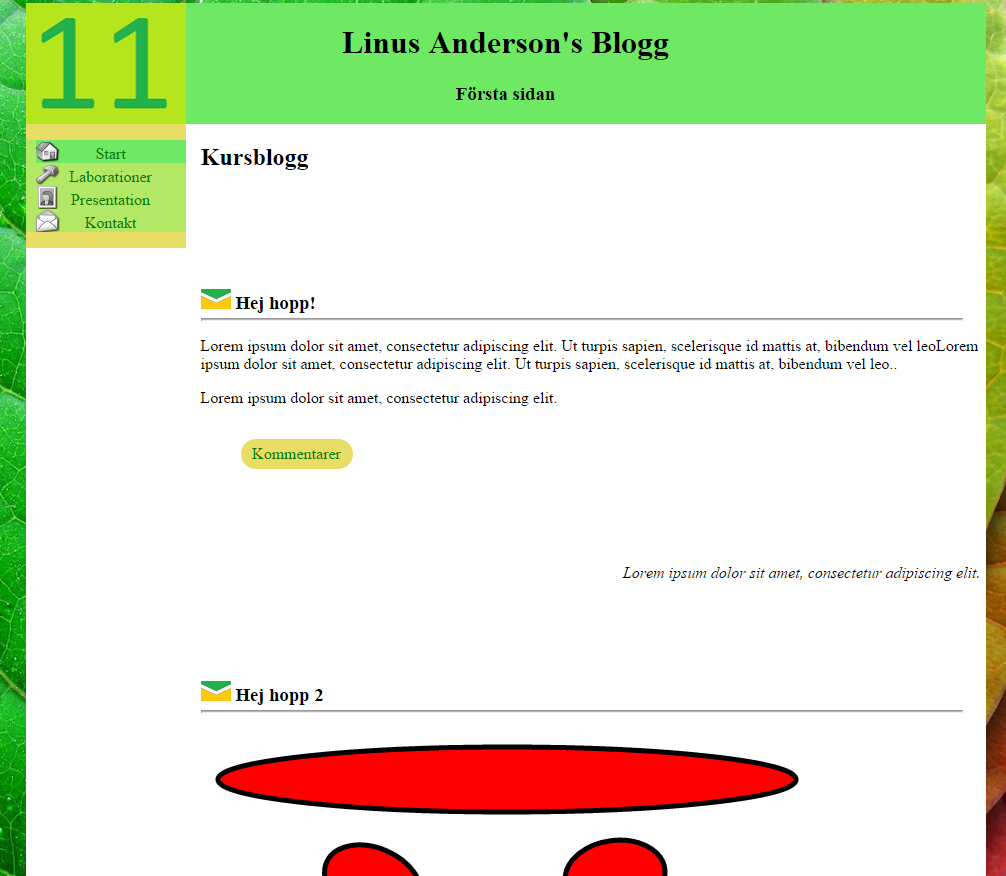 11
Linus Anderson's Blogg
Första sidan
Start
Laborationer
Presentation
Kontakt
Kursblogg
Hej hopp!
Lorem ipsum dolor sit amet, consectetur adipiscing elit. Ut turpis sapien, scelerisque id mattis at, bibendum vel leoLorem
ipsum dolor sit amet, consectetur adipiscing elit. Ut turpis sapien, scelerisque id mattis at, bibendum vel leo..
Lorem ipsum dolor sit amet, consectetur adipiscing elit.
Kommentarer
Lorem ipsum dolor sit amet, consectetur adipiscing elit.
Hej hopp 2